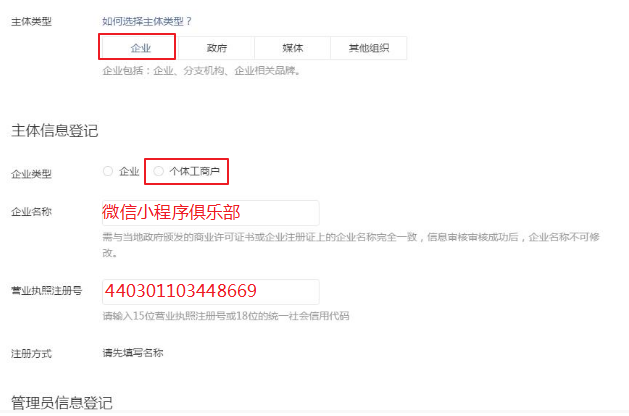 主体类型 如何选择主体类型？
企业 政府 媒体 其他组织
企业包括：企业、分支机构、企业相关品牌。
主体信息登记
企业类型 企业 个体工商户
企业名称 微信小程序俱乐部
需与当地政府颁发的商业许可证书或企业注册证上的企业名称完全一致，信息审核审核成功后，企业名称不可修
改。
营业执照注册号 440301103448669
请输入15位营业执照注册号或18位的统一社会信用代码
注册方式 请先填写名称
管理员信息登记